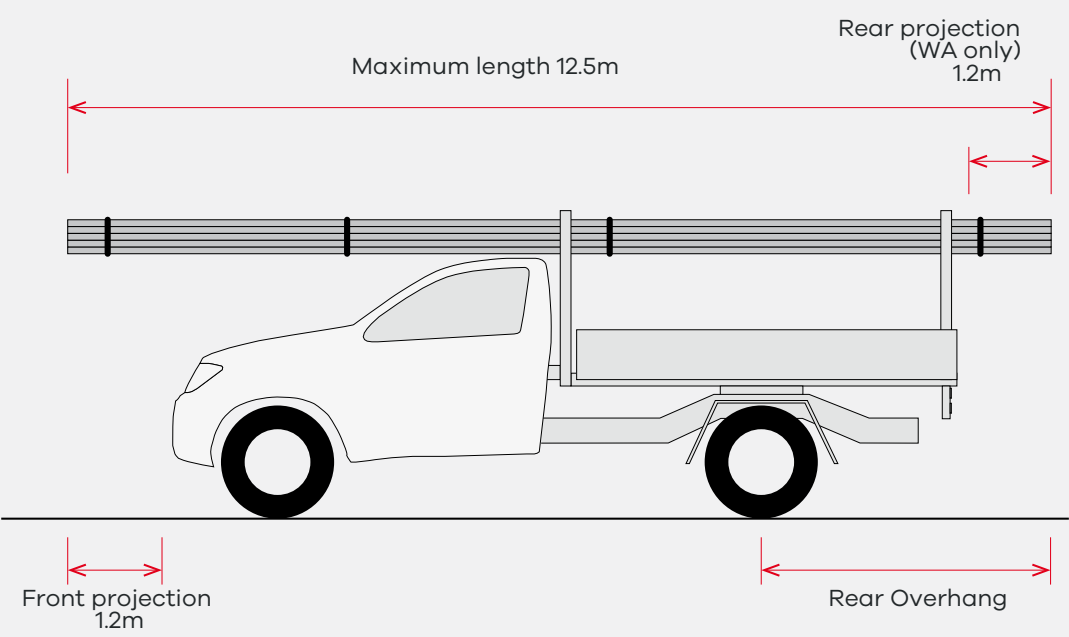 Rear projection
(WA only)
1.2m
Maximum length 12.5m
Front projection
1.2m
Rear Overhang